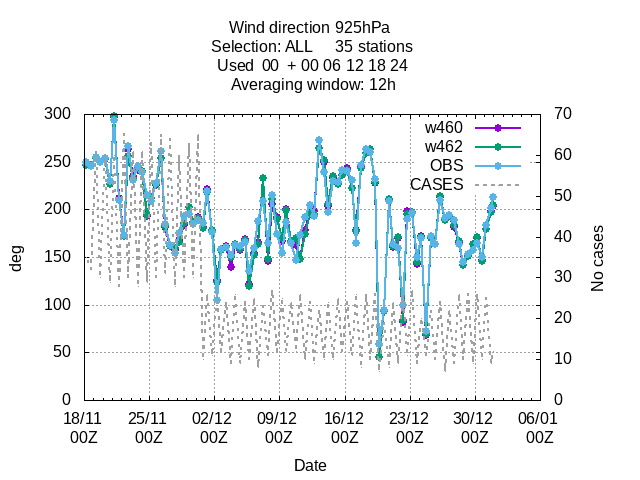 Wind direction 925hPa
Selection: ALL 35 stations
Used 00 + 00 06 12 18 24
Averaging window: 12h
w460
w462
OBS
CASES
300
250
200
150
100
50
0
deg
70
60
50
40
30
20
10
0
No cases
18/11 25/11 02/12 09/12 16/12 23/12 30/12 06/01
00Z 00Z 00Z 00Z 00Z 00Z 00Z 00Z
Date